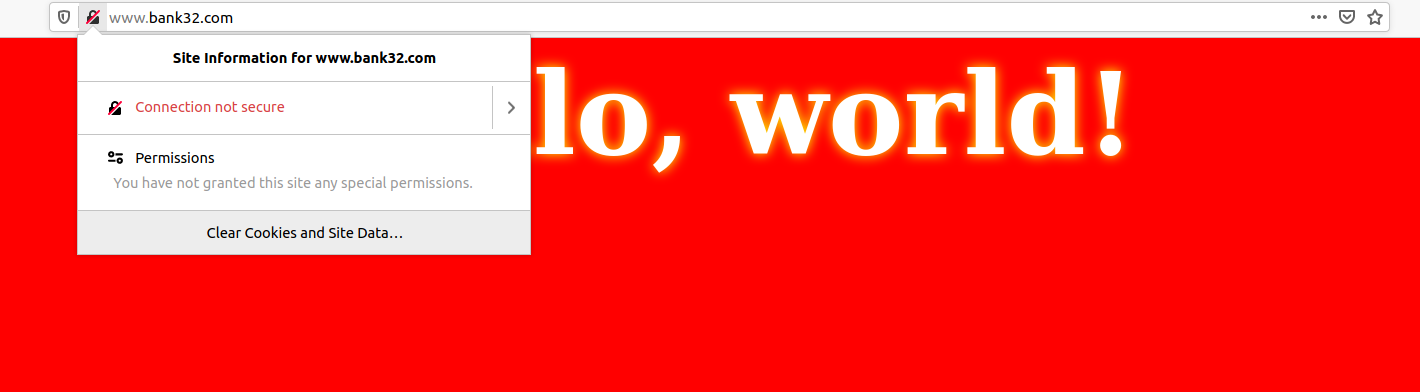 www.bank32.com
Site Information for www.bank32.com
lo, world!
Connection not secure
Permissions
You have not granted this site any special permissions.
Clear Cookies and Site Data…